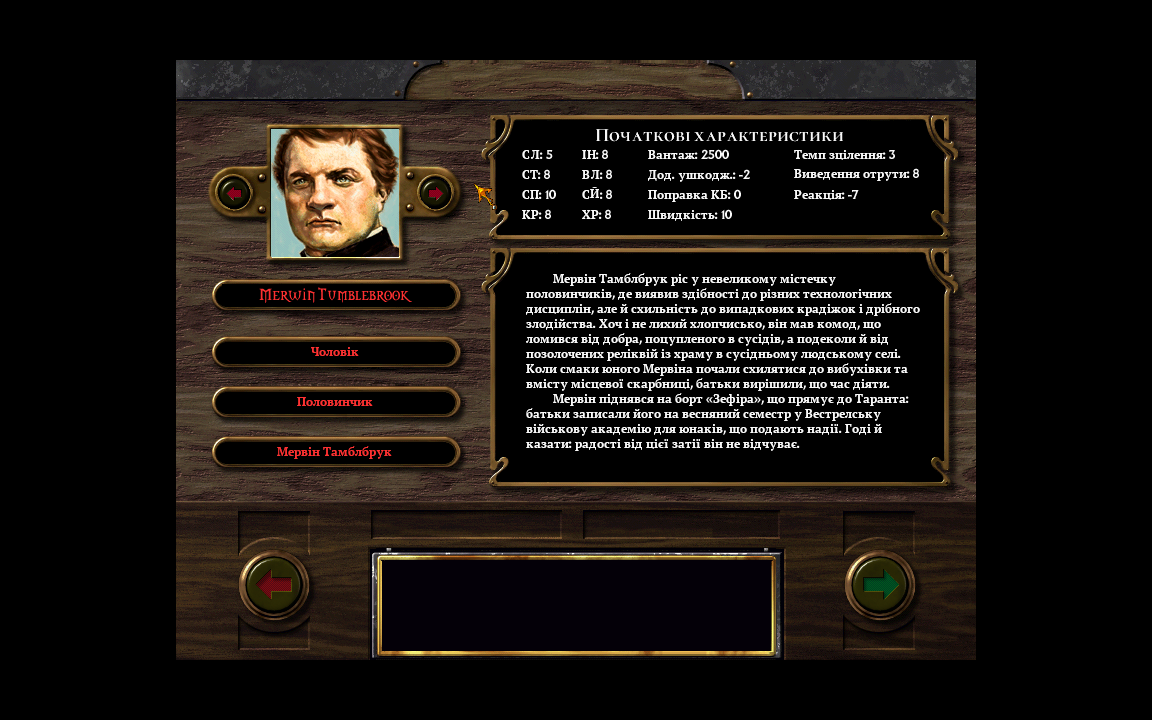 Початкові характеристики
СЛ: 5 ІН: 8 Вантаж: 2500 Темп зцілення: 3
СТ: 8 ВЛ: 8 Дод. ушкодж.: -2 Виведення отрути: 8
СП: 10 СЙ: 8 Поправка КБ: 0 Реакція: -7
КР: 8 ХР: 8 Швидкість: 10
Merwin Tumblebrook
Чоловік
Половинчик
Мервін Тамблбрук
Мервін Тамблбрук ріс у невеликому містечку
половинчиків, де виявив здібності до різних технологічних
дисциплін, але й схильність до випадкових крадіжок і дрібного
злодійства. Хоч і не лихий хлопчисько, він мав комод, що
ломився від добра, поцупленого в сусідів, а подеколи й від
позолочених реліквій із храму в сусідньому людському селі.
Коли смаки юного Мервіна почали схилятися до вибухівки та
вмісту місцевої скарбниці, батьки вирішили, що час діяти.
Мервін піднявся на борт «Зефіра», що прямує до Таранта:
батьки записали його на весняний семестр у Вестрельську
військову академію для юнаків, що подають надії. Годі й
казати: радості від цієї затії він не відчуває.